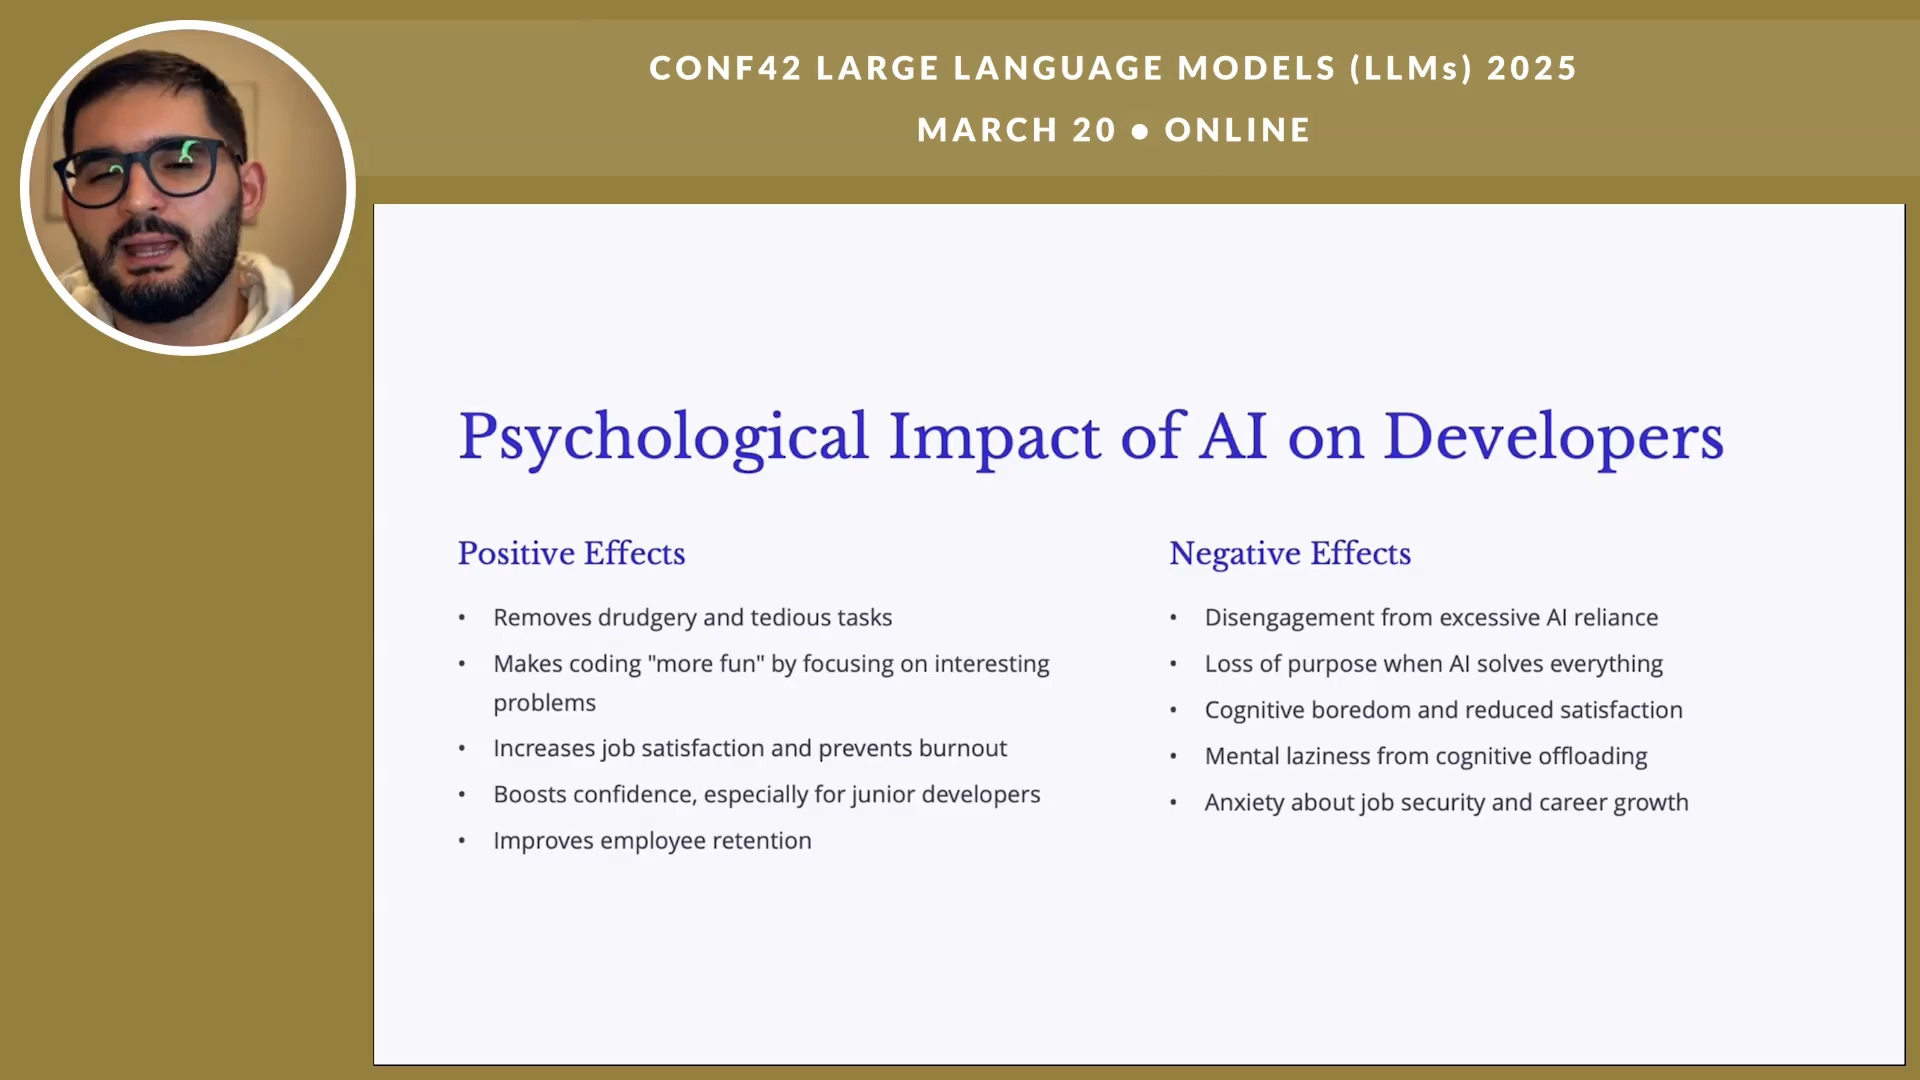 CONF42 LARGE LANGUAGE MODELS (LLMs) 2025
MARCH 20 ● ONLINE
Psychological Impact of AI on Developers
Positive Effects
• Removes drudgery and tedious tasks
• Makes coding "more fun" by focusing on interesting
problems
• Increases job satisfaction and prevents burnout
• Boosts confidence, especially for junior developers
• Improves employee retention
Negative Effects
• Disengagement from excessive AI reliance
• Loss of purpose when AI solves everything
• Cognitive boredom and reduced satisfaction
• Mental laziness from cognitive offloading
• Anxiety about job security and career growth